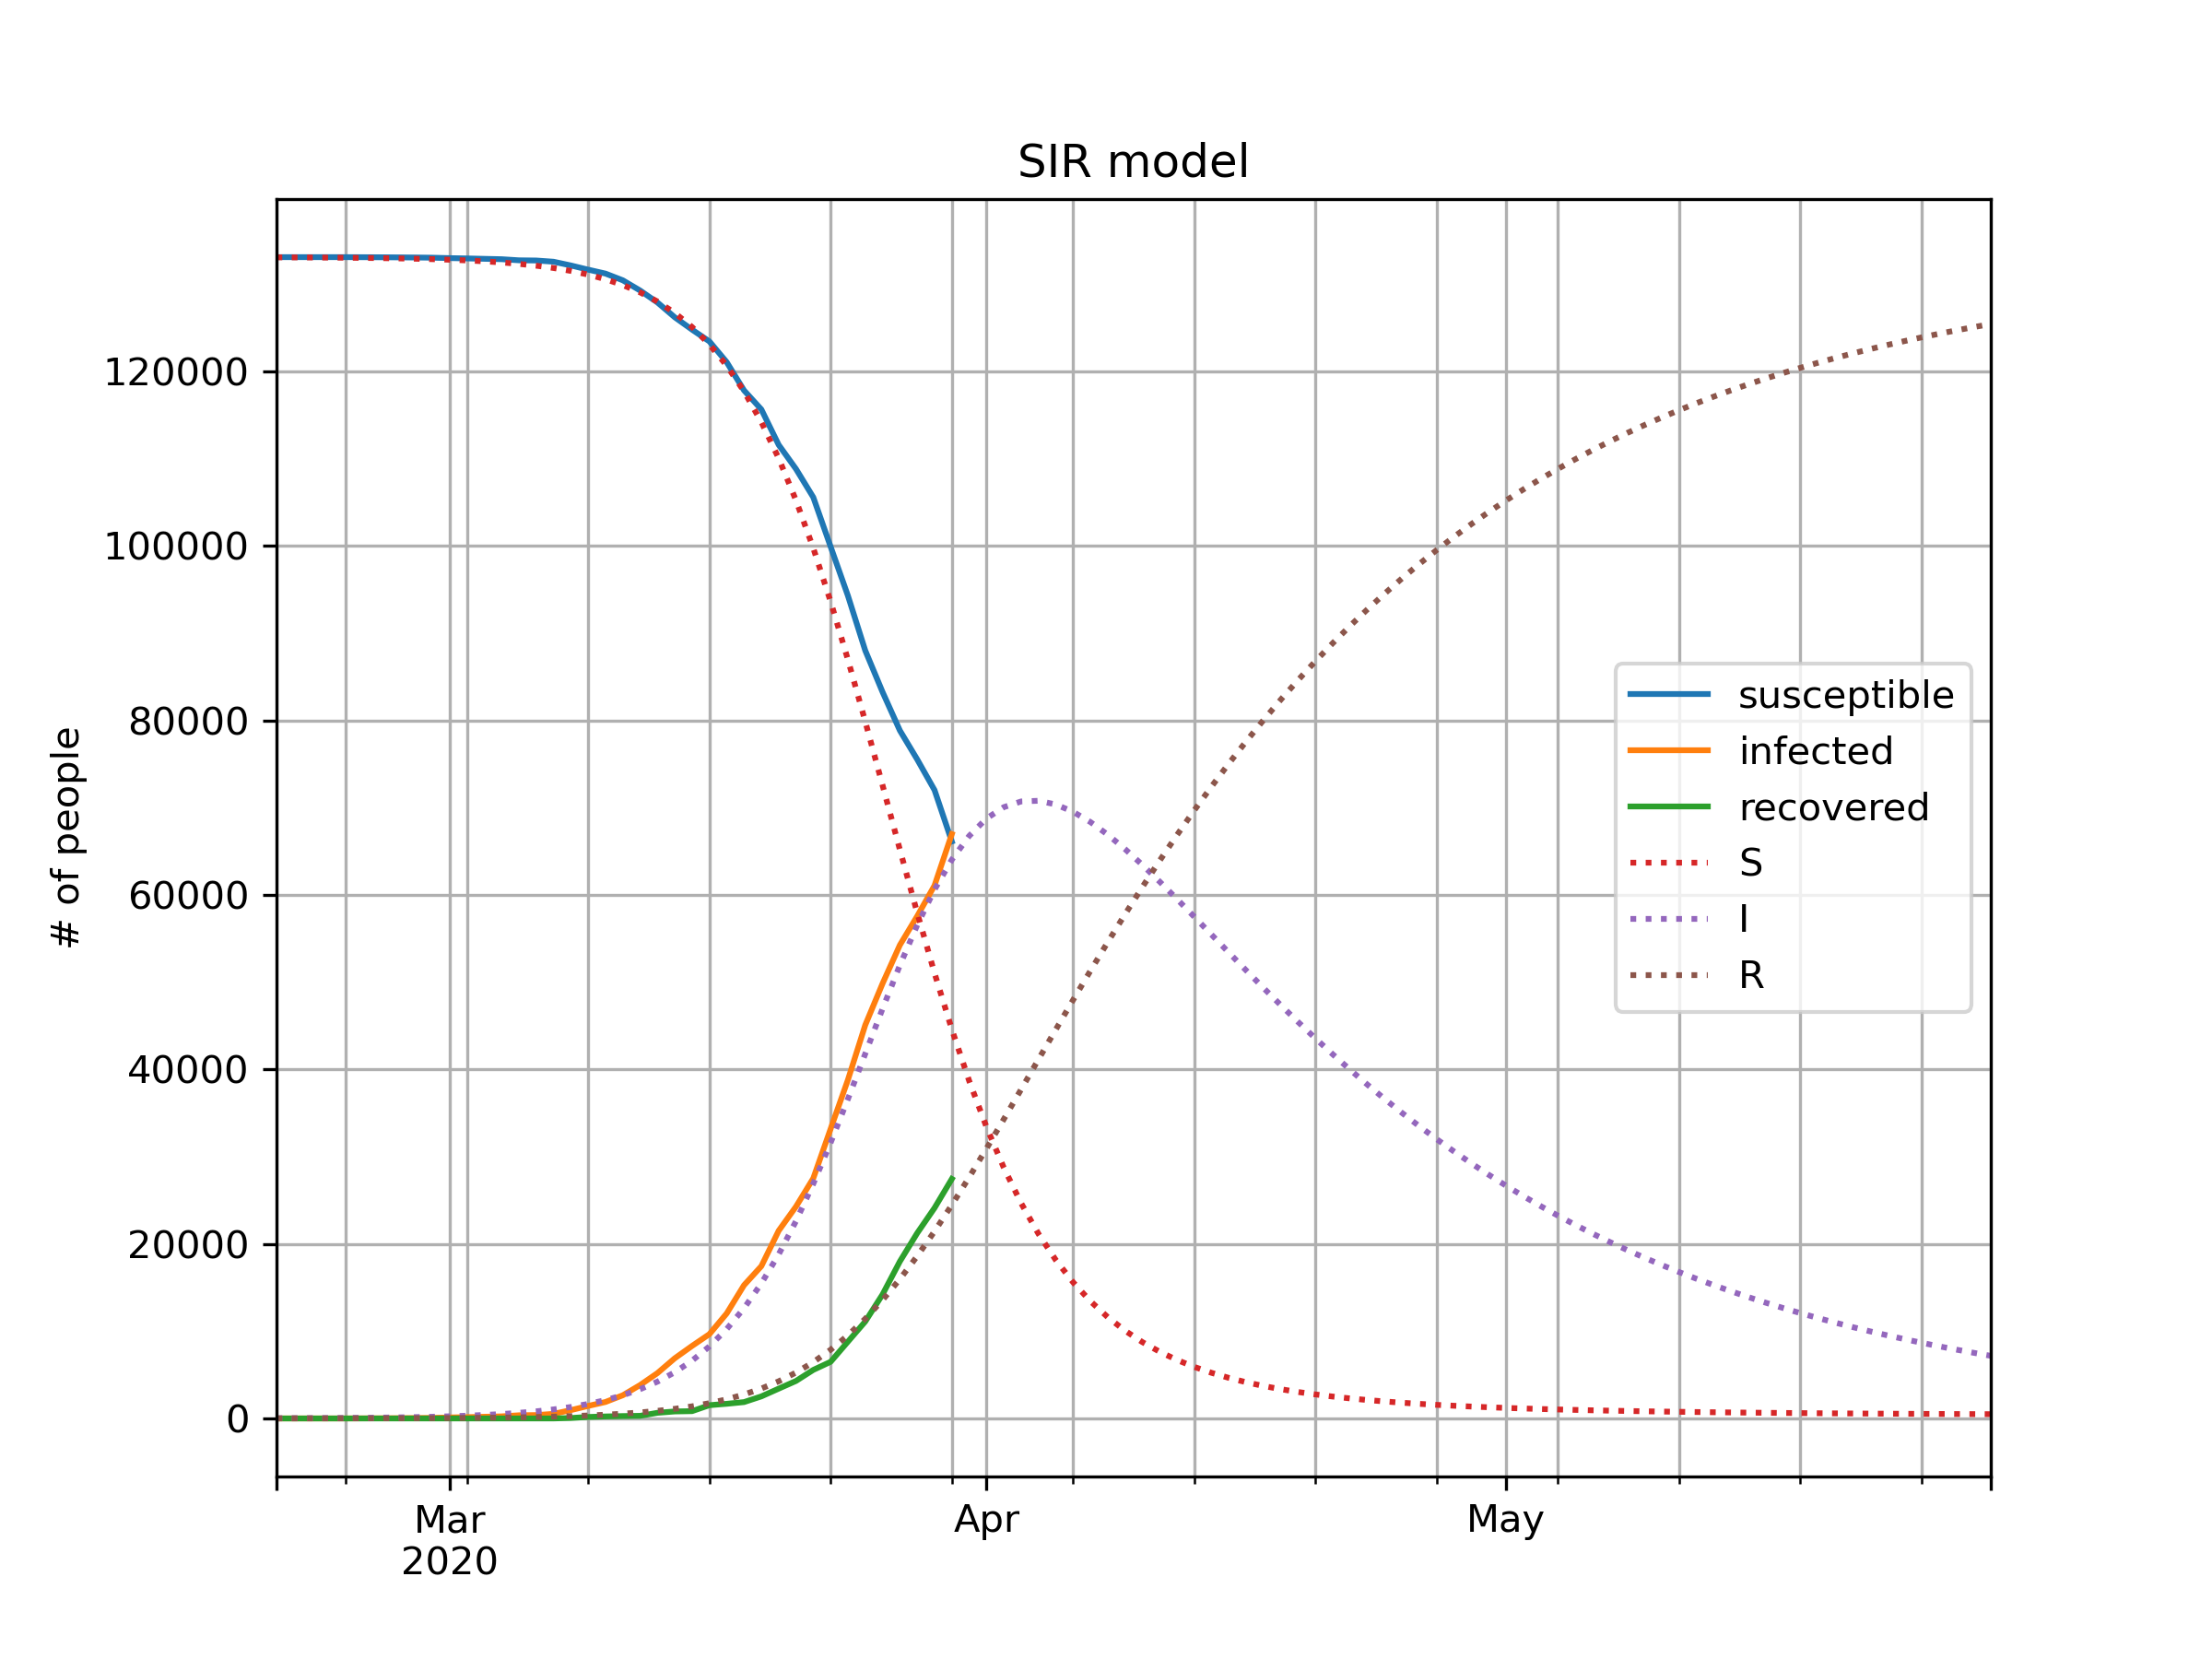 SIR model
# of people
120000
100000
80000
60000
40000
20000
0
susceptible
infected
recovered
S
I
R
Mar
2020
Apr
May